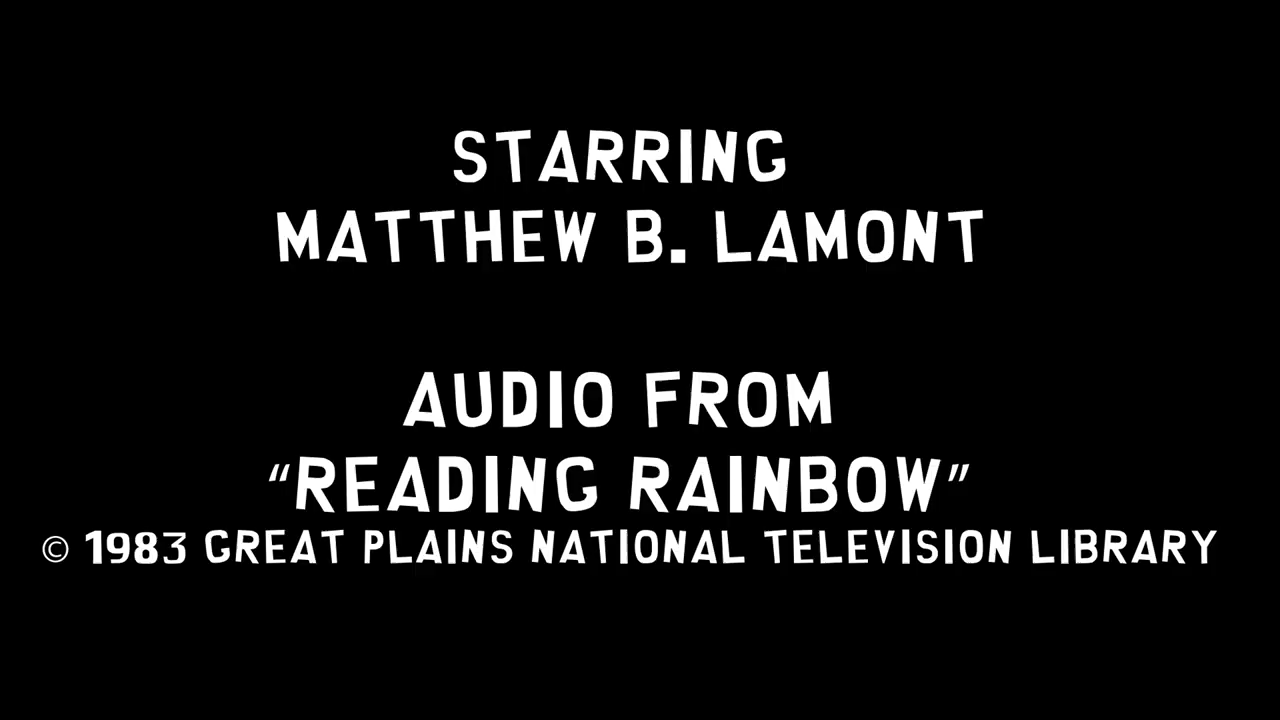 STARRING
MATTHEW B. LAMONT
AUDIO FROM
“READING RAINBOW”
© 1983 GREAT PLAINS NATIONAL TELEVISION LIBRARY